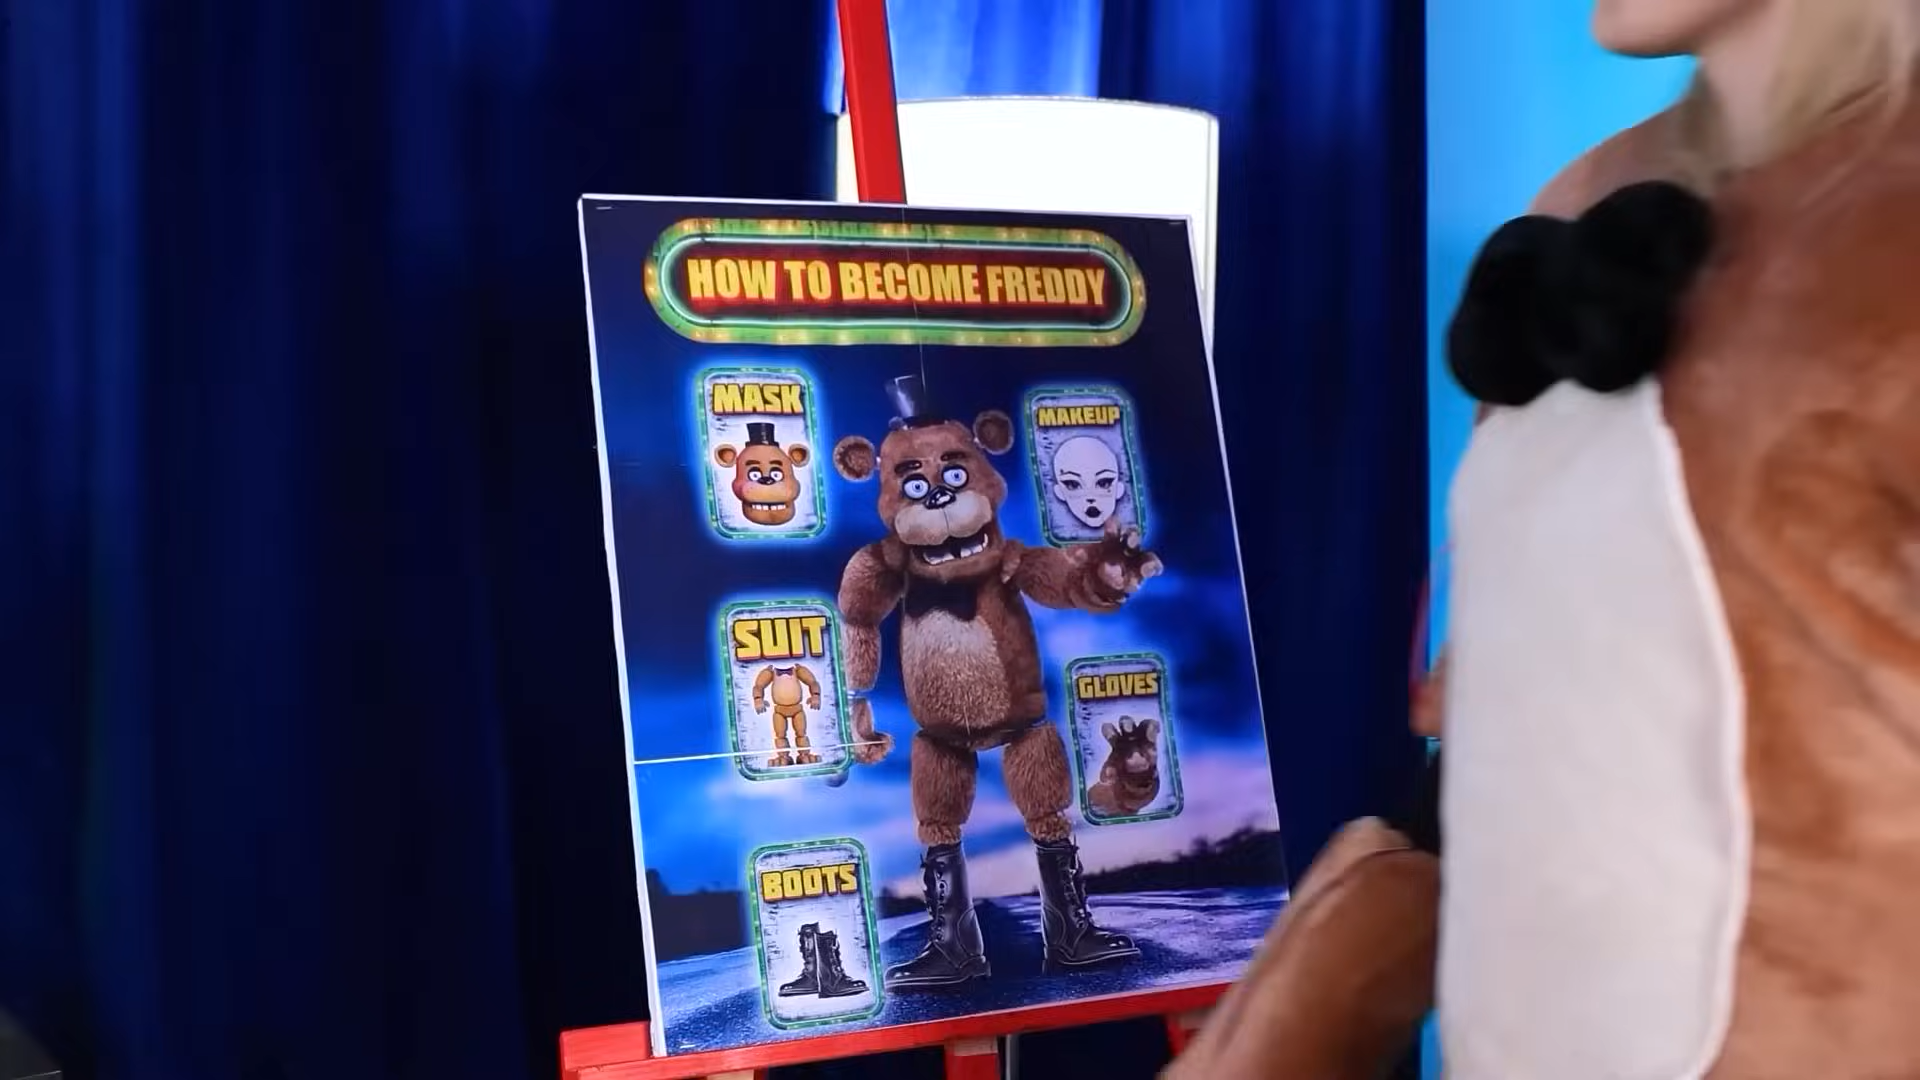 HOW TO BECOME FREDDY
MASK
MAKEUP
SUIT
GLOVES
BOOTS